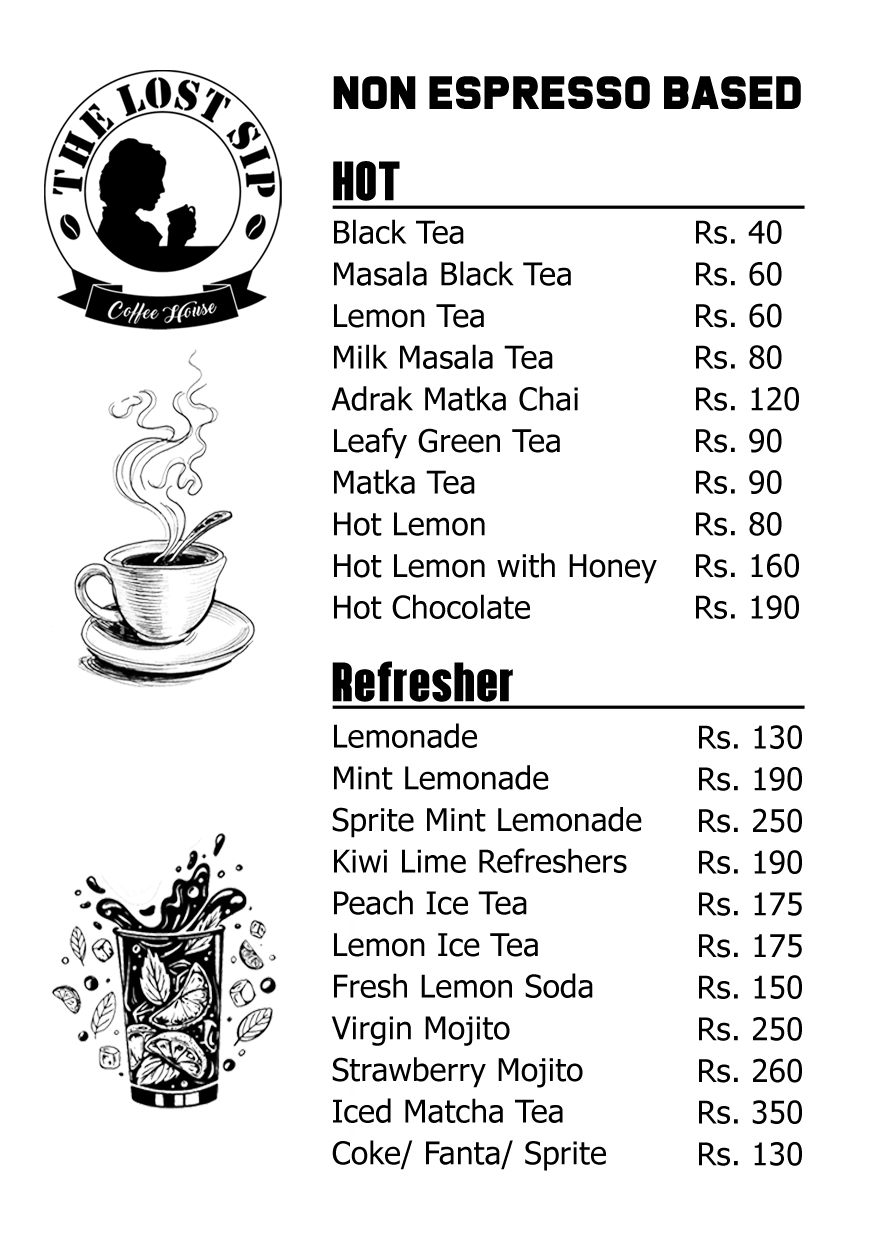 THE LOST SIP
Coffee House
NON ESPRESSO BASED
HOT
Black Tea Rs. 40
Masala Black Tea Rs. 60
Lemon Tea Rs. 60
Milk Masala Tea Rs. 80
Adrak Matka Chai Rs. 120
Leafy Green Tea Rs. 90
Matka Tea Rs. 90
Hot Lemon Rs. 80
Hot Lemon with Honey Rs. 160
Hot Chocolate Rs. 190
Refresher
Lemonade Rs. 130
Mint Lemonade Rs. 190
Sprite Mint Lemonade Rs. 250
Kiwi Lime Refreshers Rs. 190
Peach Ice Tea Rs. 175
Lemon Ice Tea Rs. 175
Fresh Lemon Soda Rs. 150
Virgin Mojito Rs. 250
Strawberry Mojito Rs. 260
Iced Matcha Tea Rs. 350
Coke/ Fanta/ Sprite Rs. 130